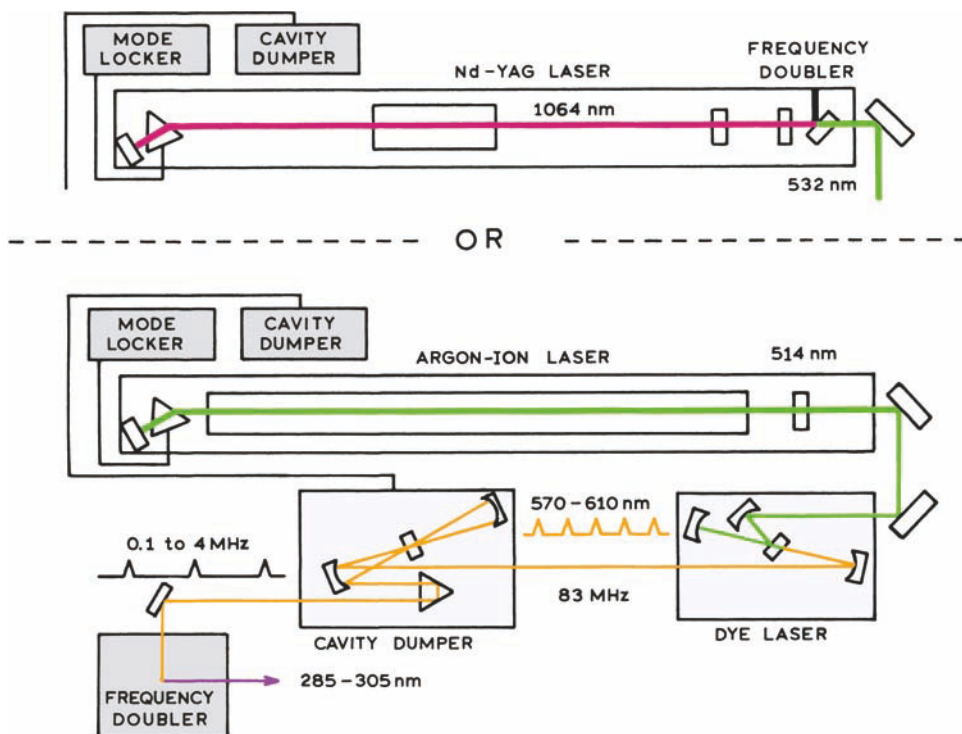 MODE
LOCKER
CAVITY
DUMPER
Nd-YAG LASER
FREQUENCY
DOUBLER
1064 nm
532 nm
OR
MODE
LOCKER
CAVITY
DUMPER
ARGON-ION LASER
514 nm
570-610 nm
0.1 to 4 MHz
83 MHz
CAVITY DUMPER
DYE LASER
285-305 nm
FREQUENCY
DOUBLER